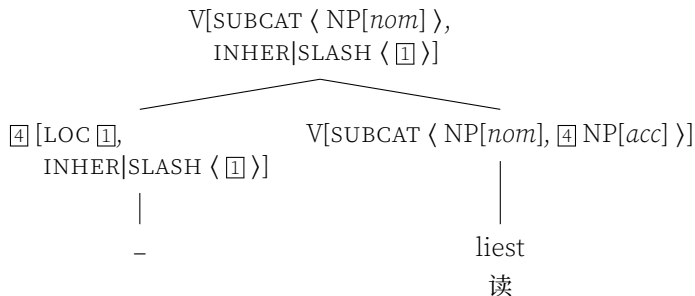 V[SUBCAT ⟨ NP[nom] ⟩,
INHER|SLASH ⟨ 1 ⟩]
4 [LOC 1,
INHER|SLASH ⟨ 1 ⟩]
V[SUBCAT ⟨ NP[nom], 4 NP[acc] ⟩]
–
liest
读